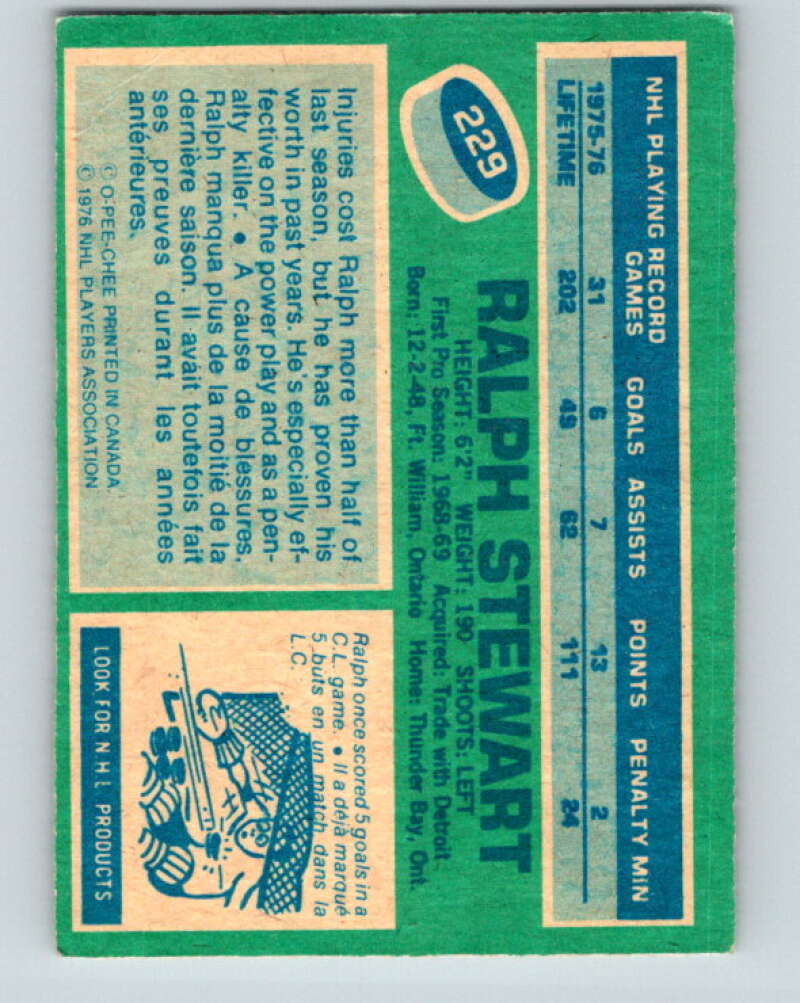 NHL PLAYING RECORD
GAMES GOALS ASSISTS POINTS PENALTY MIN
1975-76 31 6 7 13 2
LIFETIME 202 49 62 111 24
229
RALPH STEWART
HEIGHT: 6'2" WEIGHT: 190 SHOOTS: LEFT
First Pro Season: 1968-69 Acquired: Trade with Detroit
Born: 12-2-48, Ft. William, Ontario Home: Thunder Bay, Ont.
Injuries cost Ralph more than half of
last season, but he has proven his
worth in past years. He's especially ef-
fective on the power play and as a pen-
alty killer. • A cause de blessures,
Ralph manqua plus de la moitié de la
dernière saison. Il avait toutefois fait
ses preuves durant les années
antérieures.
© O-PEE-CHEE PRINTED IN CANADA.
© 1976 NHL PLAYERS ASSOCIATION
Ralph once scored 5 goals in a
C.L. game. • Il a déjà marqué
5 buts en un match dans la
L.C.
LOOK FOR N.H.L PRODUCTS